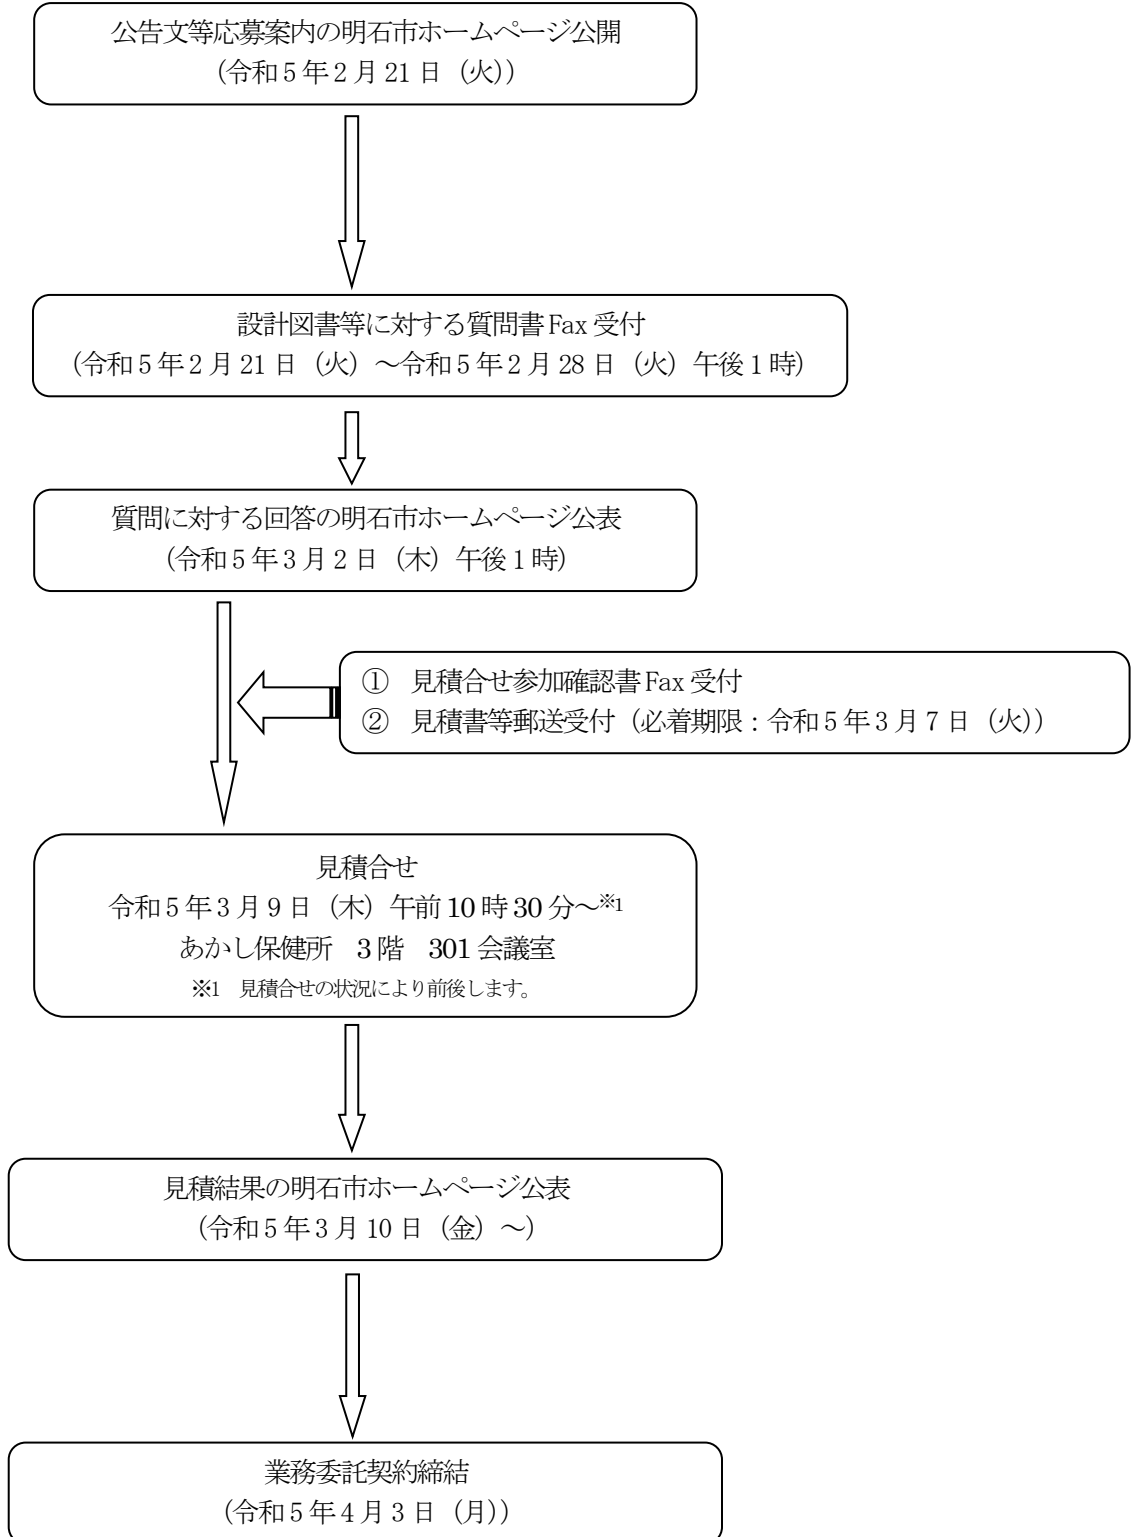 公告文等応募案内の明石市ホームページ公開
（令和5年2月21日（火））
設計図書等に対する質問書Fax受付
（令和5年2月21日（火）～令和5年2月28日（火）午後1時）
質問に対する回答の明石市ホームページ公表
（令和5年3月2日（木）午後1時）
①　見積合せ参加確認書Fax受付
②　見積書等郵送受付（必着期限：令和5年3月7日（火））
見積合せ
令和5年3月9日（木）午前10時30分～※1
あかし保健所　3階　301会議室
※1　見積合せの状況により前後します。
見積結果の明石市ホームページ公表
（令和5年3月10日（金）～）
業務委託契約締結
（令和5年4月3日（月））